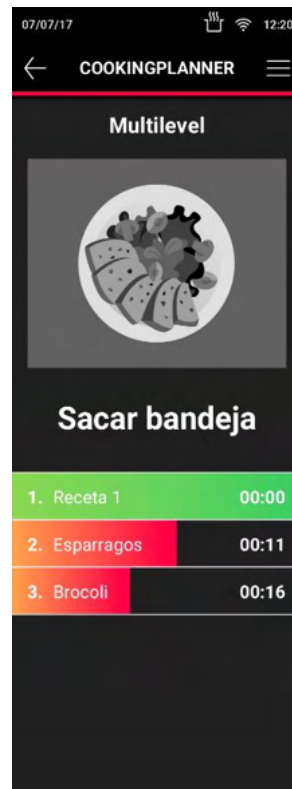 07/07/17 12:20
COOKINGPLANNER
Multilevel
Sacar bandeja
1. Receta 1 00:00
2. Esparragos 00:11
3. Brocoli 00:16